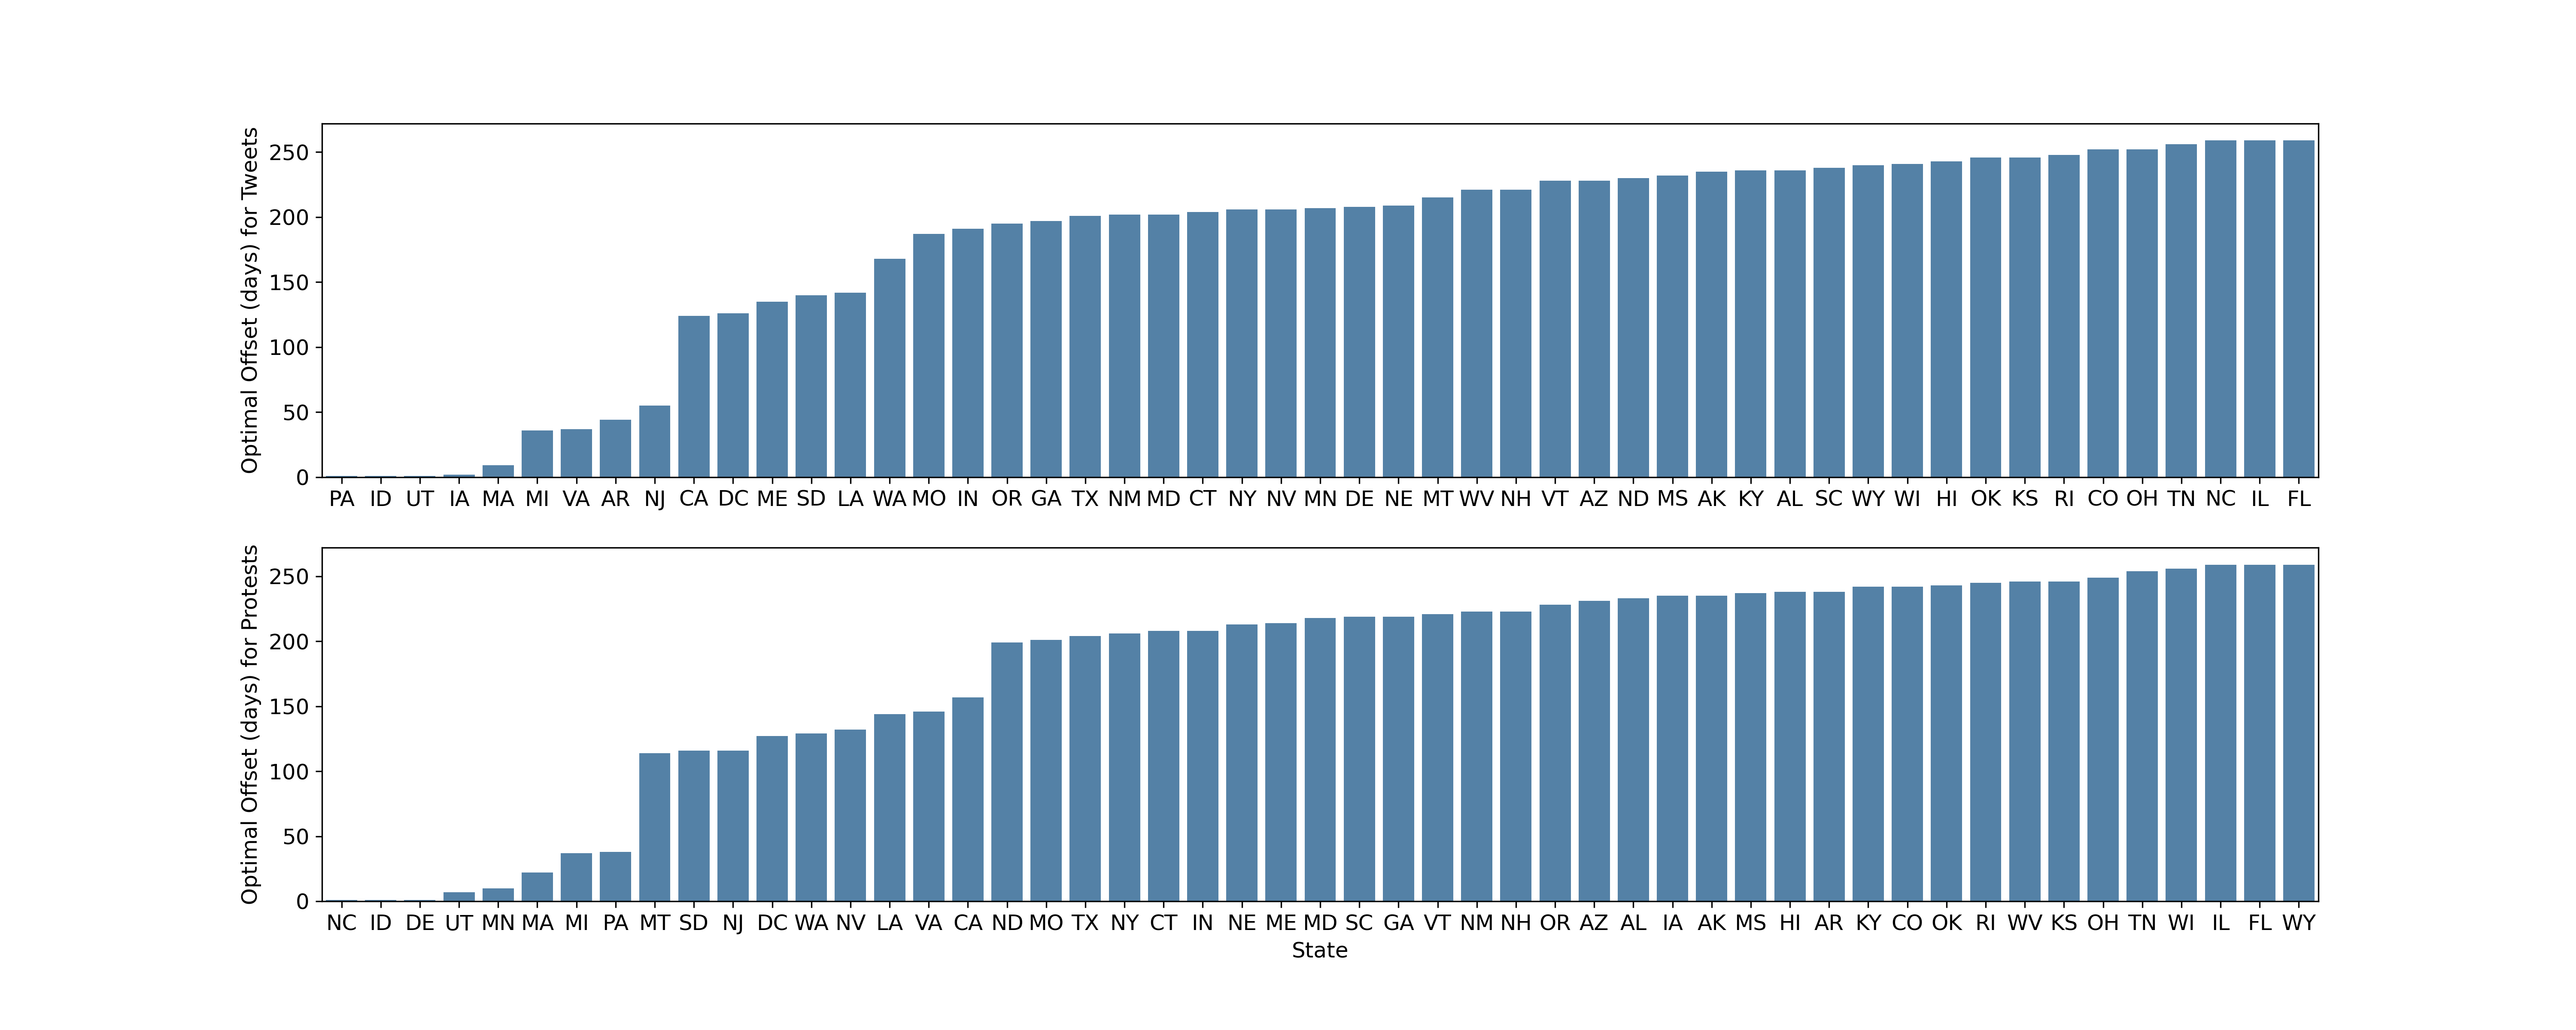 Optimal Offset (days) for Tweets
250
200
150
100
50
0
PA ID UT IA MA MI VA AR NJ CA DC ME SD LA WA MO IN OR GA TX NM MD CT NY NV MN DE NE MT WV NH VT AZ ND MS AK KY AL SC WY WI HI OK KS RI CO OH TN NC IL FL
Optimal Offset (days) for Protests
250
200
150
100
50
0
NC ID DE UT MN MA MI PA MT SD NJ DC WA NV LA VA CA ND MO TX NY CT IN NE ME MD SC GA VT NM NH OR AZ AL IA AK MS HI AR KY CO OK RI WV KS OH TN WI IL FL WY
State